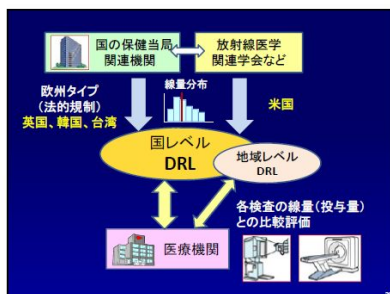 国の保健当局
関連機関
放射線医学
関連学会など
欧州タイプ
(法的規制)
英国、韓国、台湾
線量分布
米国
国レベル
DRL
地域レベル
DRL
各検査の線量(投与量)
との比較評価
医療機関